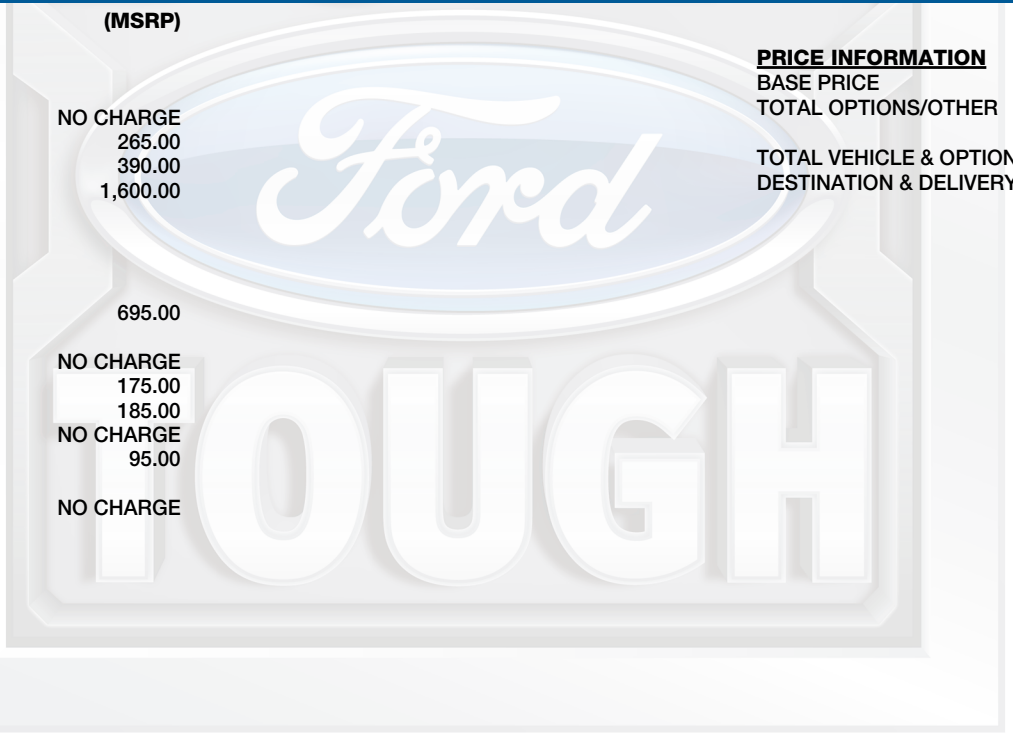 (MSRP)
NO CHARGE
265.00
390.00
1,600.00
695.00
NO CHARGE
175.00
185.00
NO CHARGE
95.00
NO CHARGE
PRICE INFORMATION
BASE PRICE
TOTAL OPTIONS/OTHER
TOTAL VEHICLE & OPTION
DESTINATION & DELIVERY
Ford
TOUGH